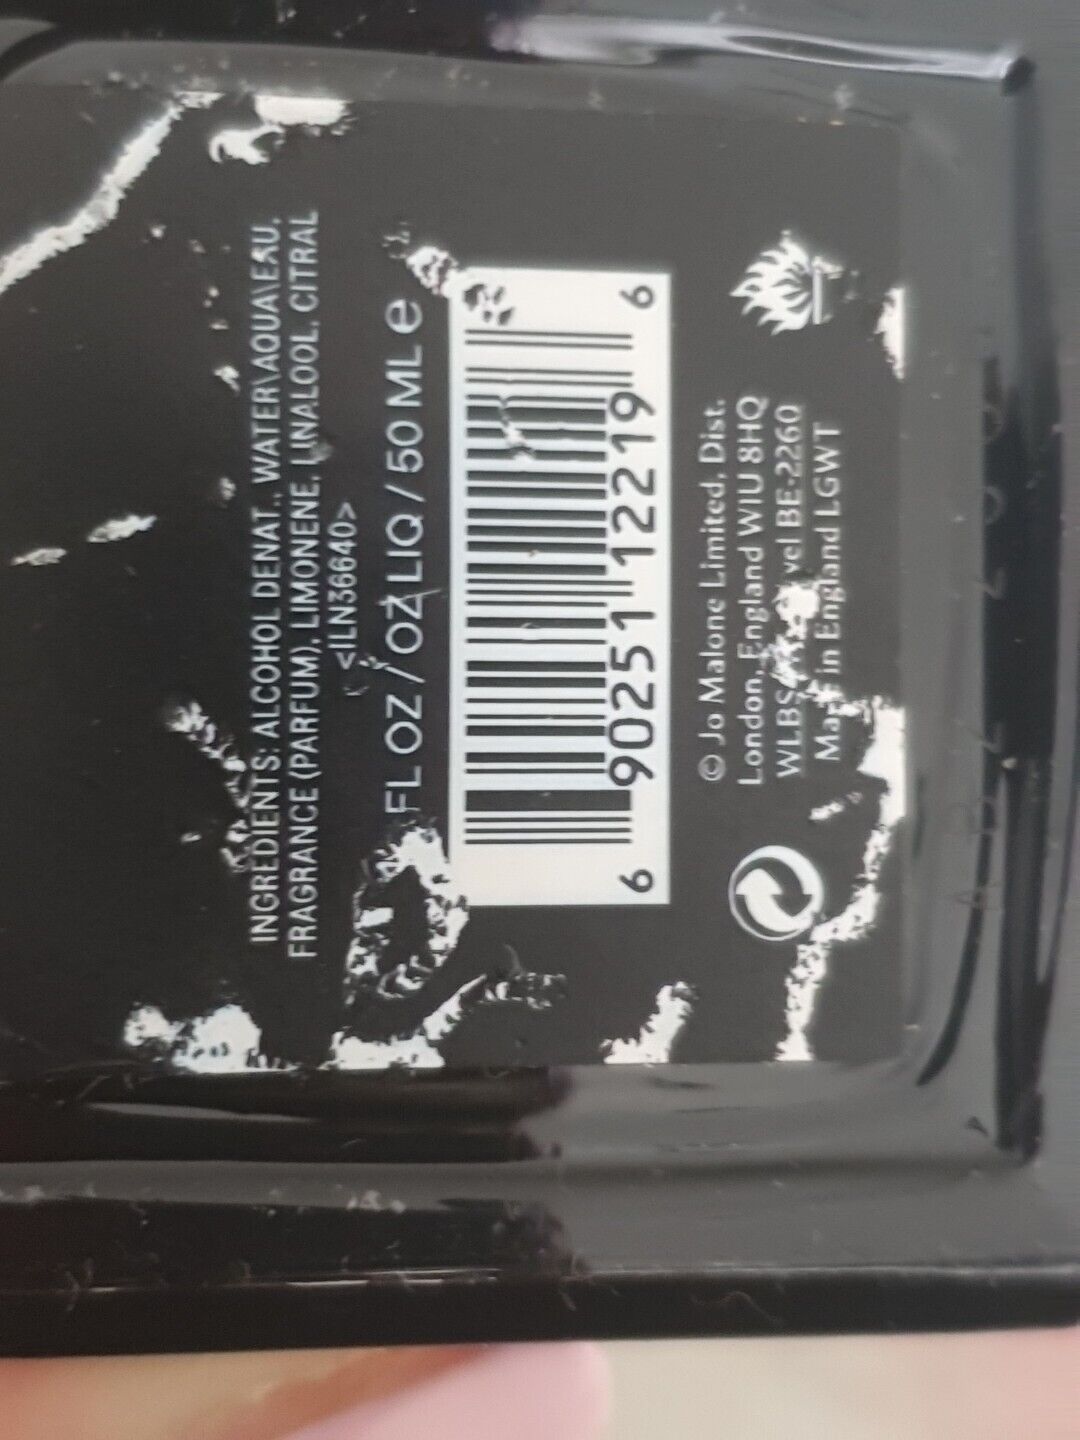 INGREDIENTS: ALCOHOL DENAT., WATER\AQUA\EAU,
FRAGRANCE (PARFUM), LIMONENE, LINALOOL, CITRAL
<ILN36640>
FL OZ / OZ LIQ / 50 ML e
6 90251 12219 6
© Jo Malone Limited, Dist.
London, England W1U 8HQ
BE-2260
in England LGWT